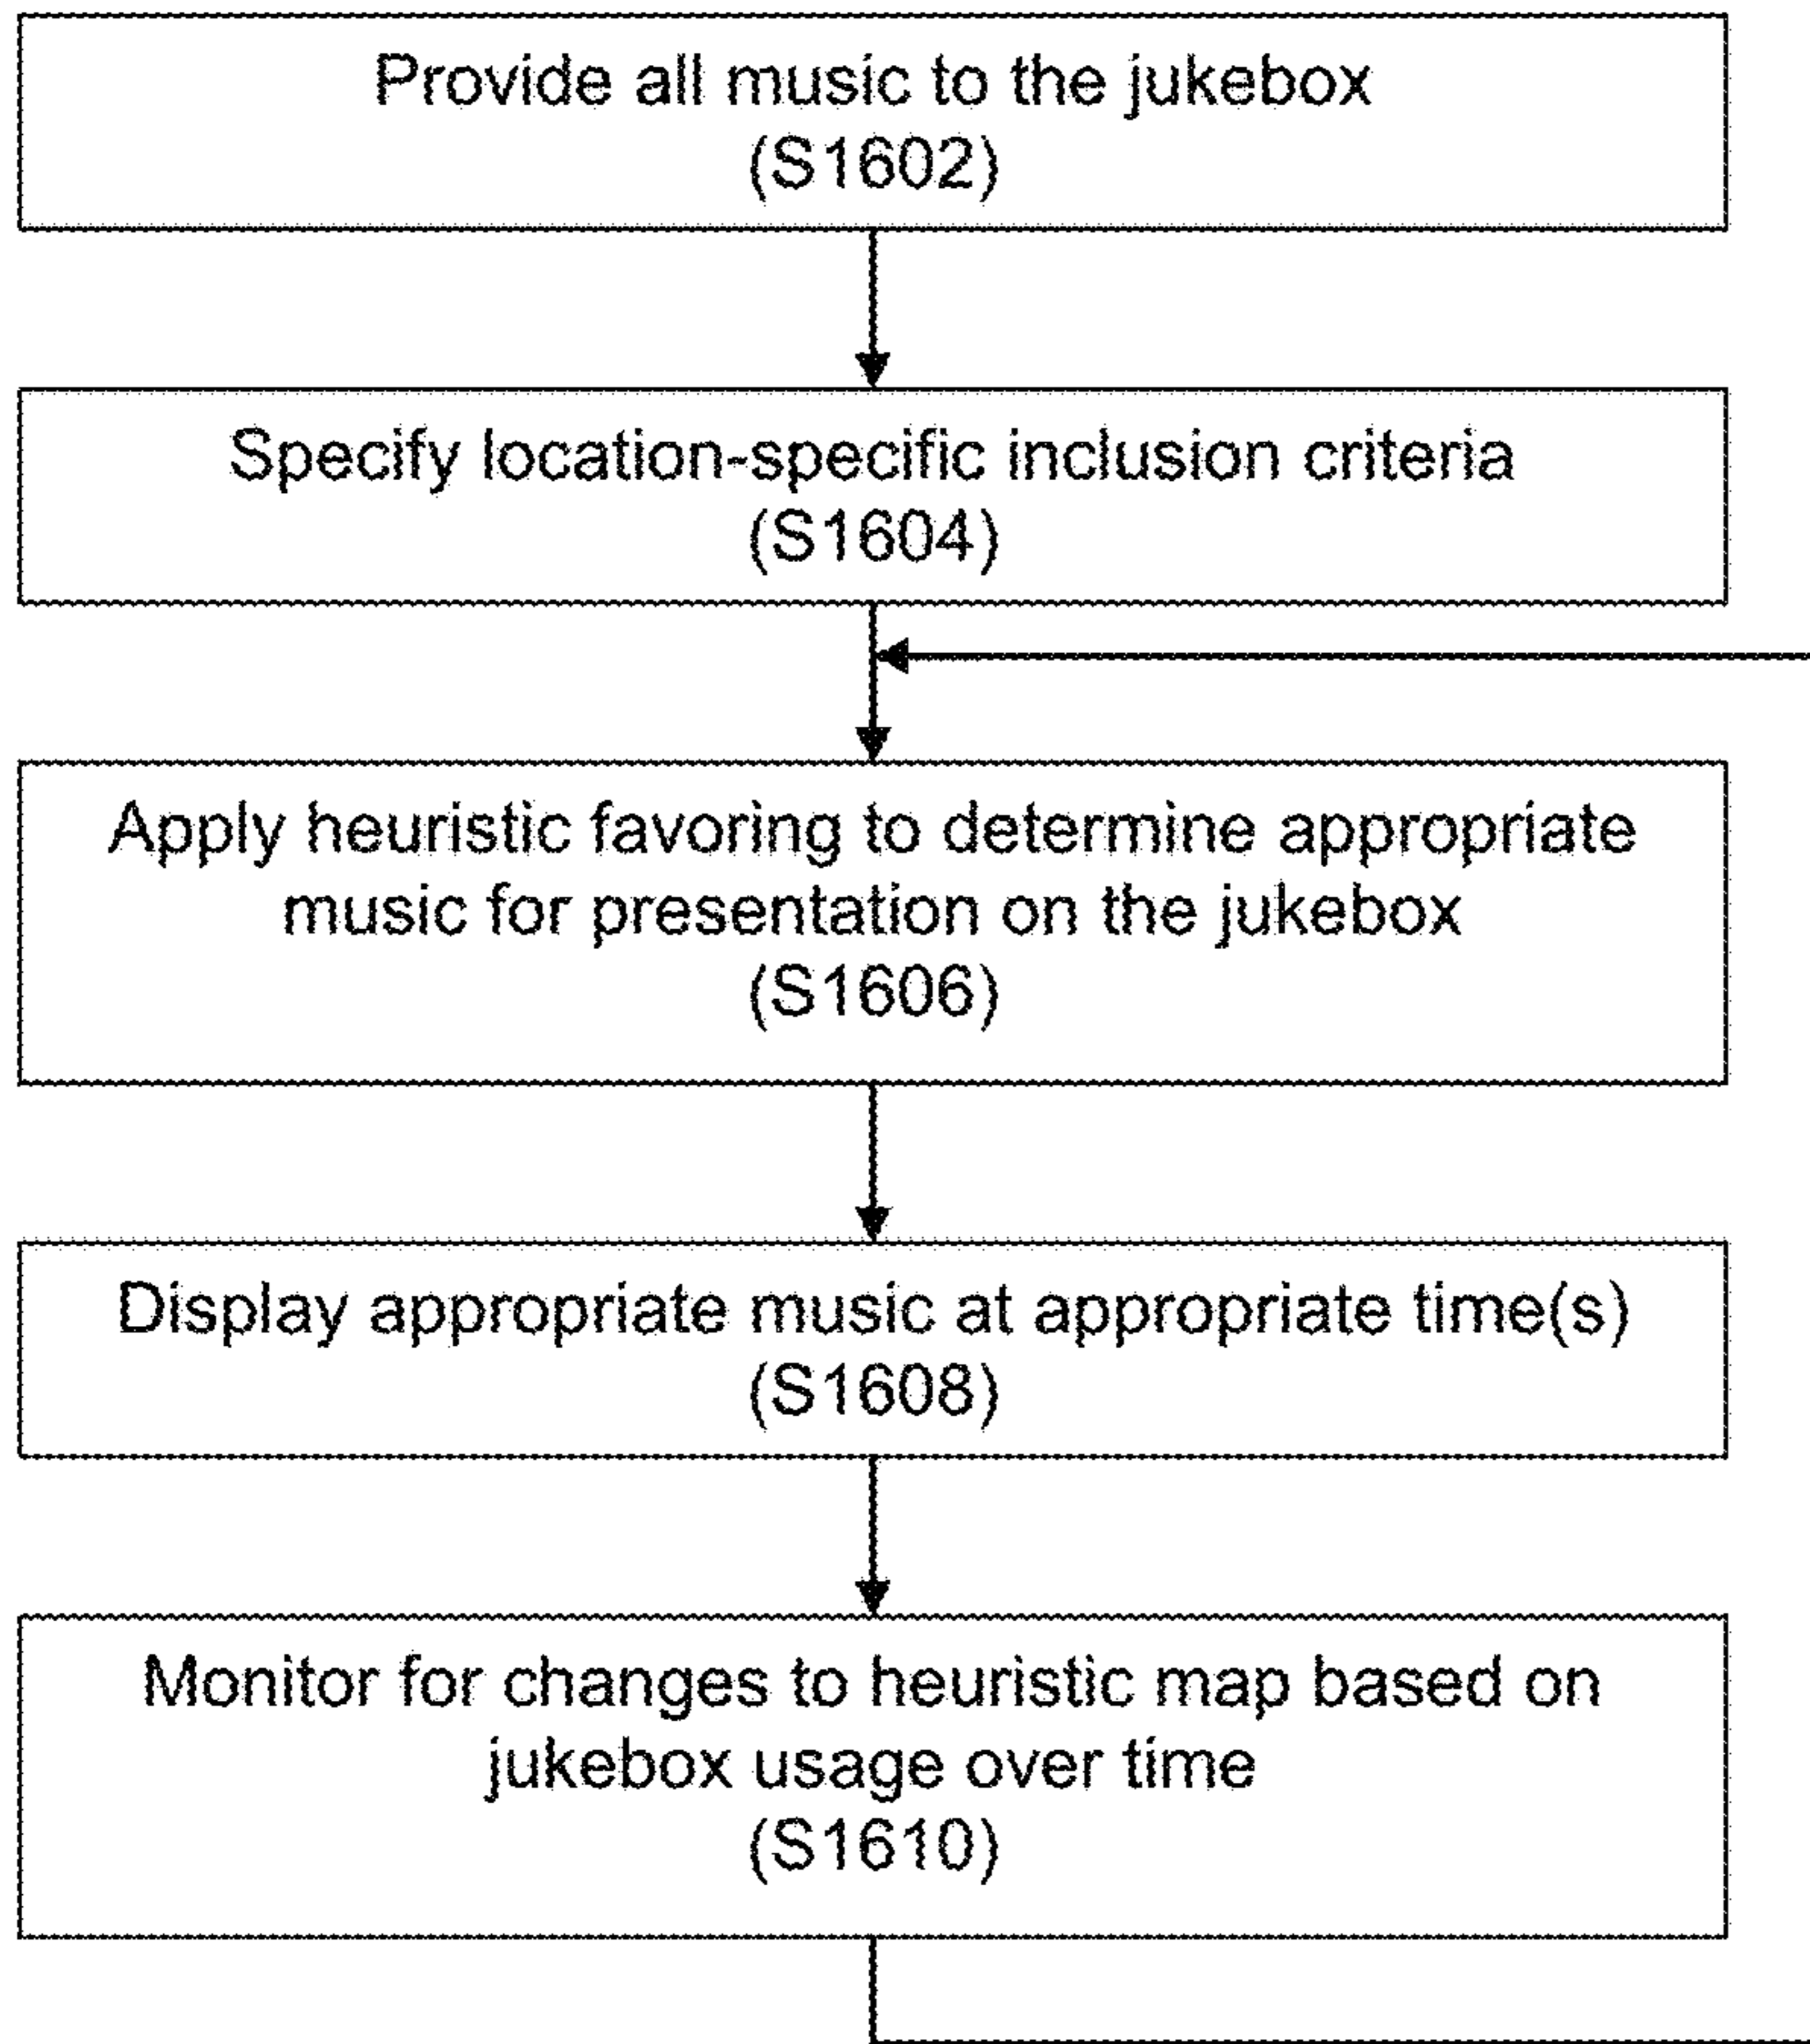 Provide all music to the jukebox
(S1602)
Specify location-specific inclusion criteria
(S1604)
Apply heuristic favoring to determine appropriate
music for presentation on the jukebox
(S1606)
Display appropriate music at appropriate time(s)
(S1608)
Monitor for changes to heuristic map based on
jukebox usage over time
(S1610)